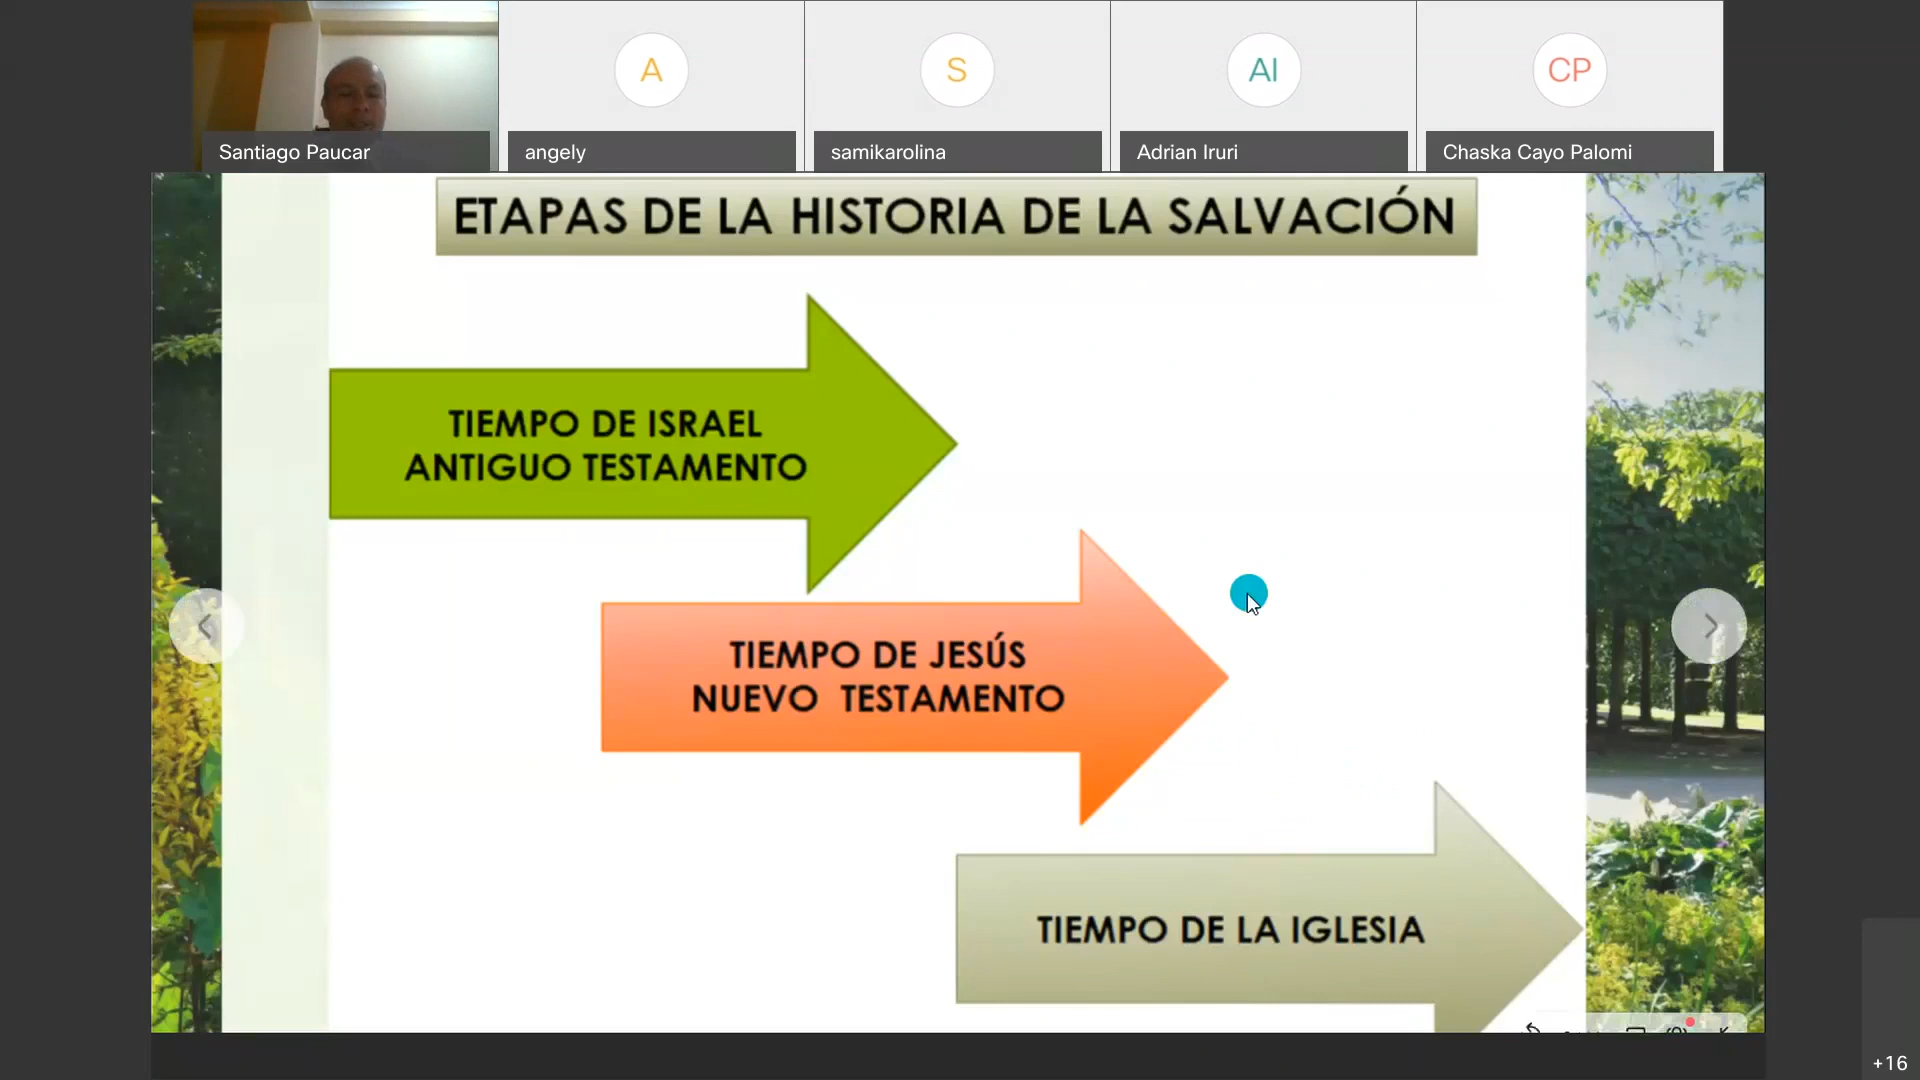 A
S
AI
CP
Santiago Paucar
angely
samikarolina
Adrian Iruri
Chaska Cayo Palomi
ETAPAS DE LA HISTORIA DE LA SALVACIÓN
TIEMPO DE ISRAEL
ANTIGUO TESTAMENTO
TIEMPO DE JESÚS
NUEVO TESTAMENTO
TIEMPO DE LA IGLESIA
+16